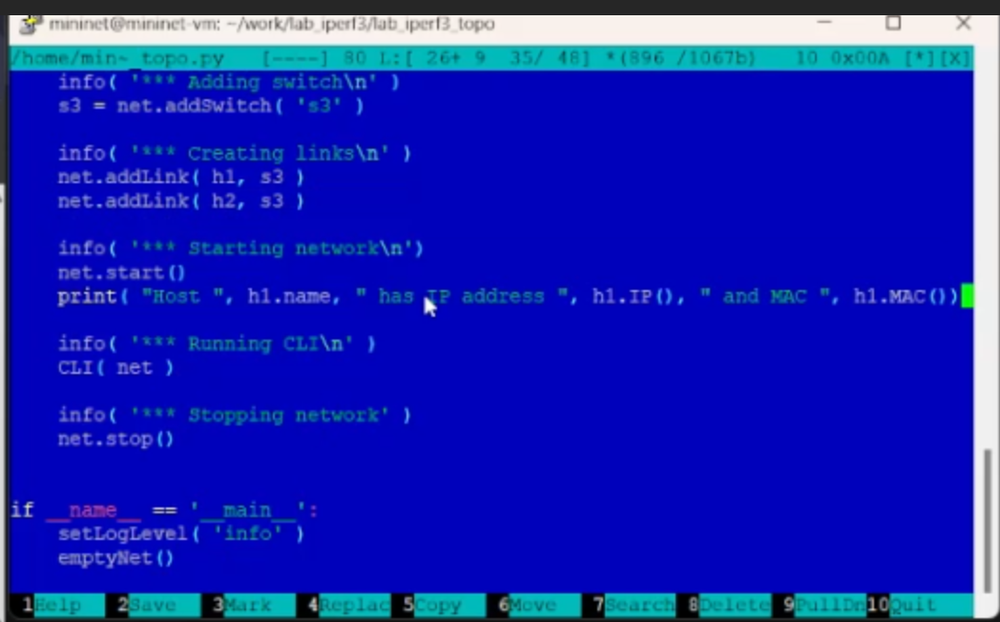 mininet@mininet-vm: ~/work/lab_iperf3/lab_iperf3_topo
/home/min~_topo.py [----] 80 L:[ 26+ 9 35/ 48] *(896 /1067b) 10 0x00A [*][X]
info( '*** Adding switch\n' )
s3 = net.addSwitch( 's3' )
info( '*** Creating links\n' )
net.addLink( h1, s3 )
net.addLink( h2, s3 )
info( '*** Starting network\n')
net.start()
print( "Host ", h1.name, " has IP address ", h1.IP(), " and MAC ", h1.MAC())
info( '*** Running CLI\n' )
CLI( net )
info( '*** Stopping network' )
net.stop()
if __name__ == '__main__':
setLogLevel( 'info' )
emptyNet()
1Help 2Save 3Mark 4Replac 5Copy 6Move 7Search 8Delete 9PullDn 10Quit